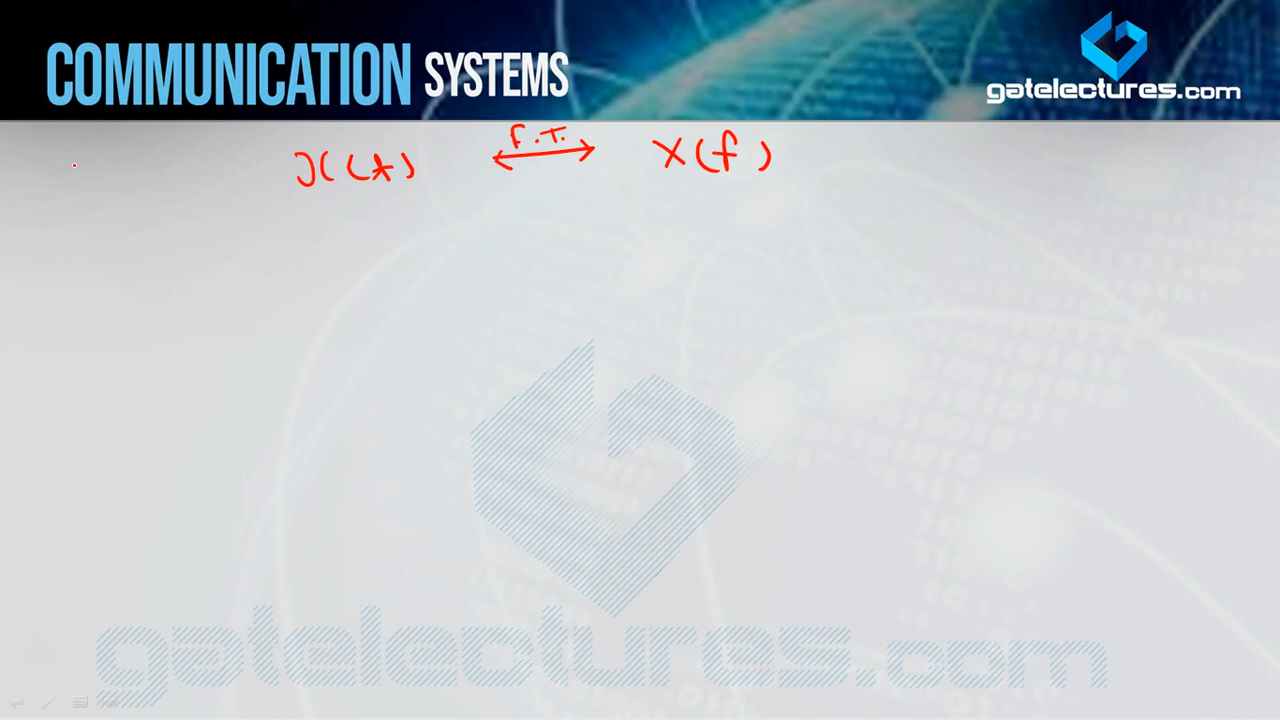 COMMUNICATION SYSTEMS
gatelectures.com
F.T.
x(t) ↔ X(f)
gatelectures.com